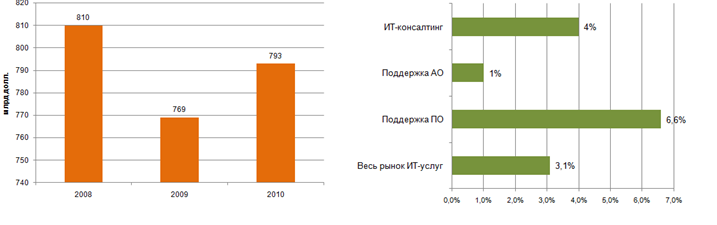 млрд долл.
820
810
800
790
780
770
760
750
740
810
769
793
2008 2009 2010
ИТ-консалтинг 4%
Поддержка АО 1%
Поддержка ПО 6,6%
Весь рынок ИТ-услуг 3,1%
0,0% 1,0% 2,0% 3,0% 4,0% 5,0% 6,0% 7,0%